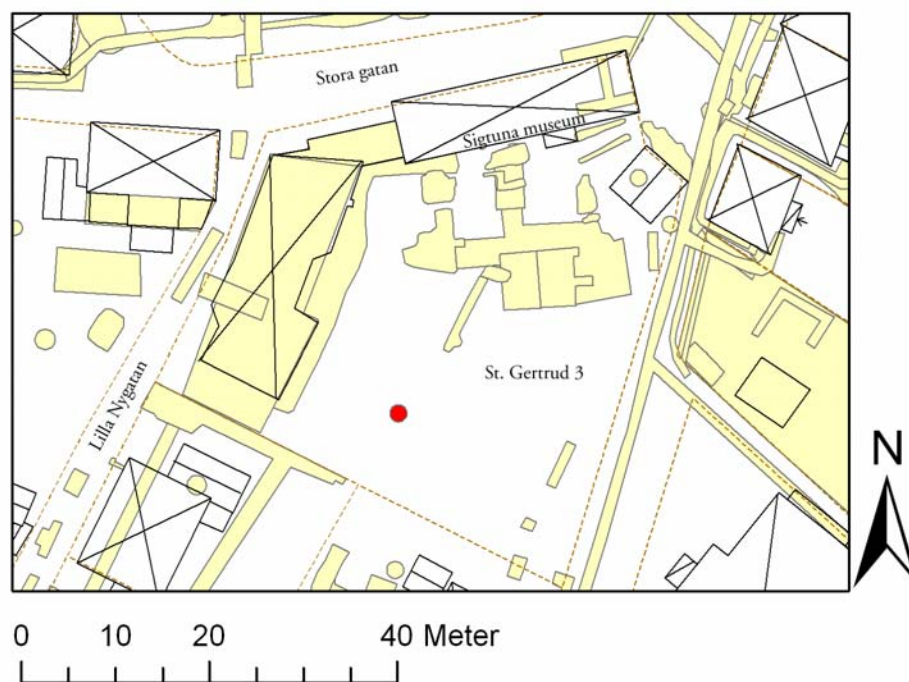 Stora gatan
Sigtuna museum
St. Gertrud 3
Lilla Nygatan
N
0 10 20 40 Meter